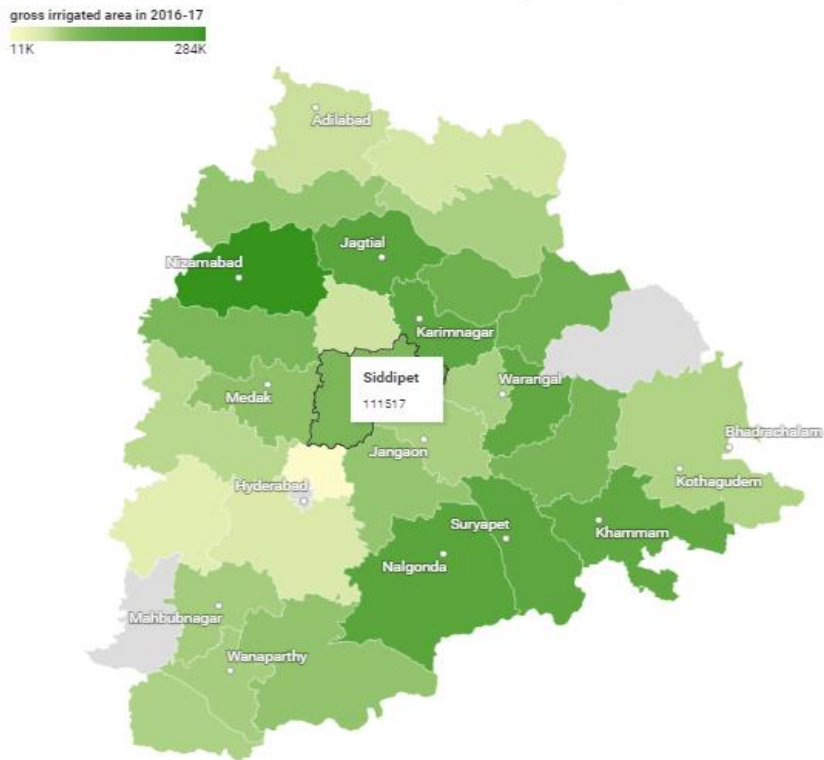 gross irrigated area in 2016-17
11K 284K
Adilabad
Jagtial
Nizamabad
Karimnagar
Siddipet
111517
Warangal
Medak
Bhadrachalam
Jangaon
Kothagudem
Hyderabad
Suryapet
Khammam
Nalgonda
Mahbubnagar
Wanaparthy